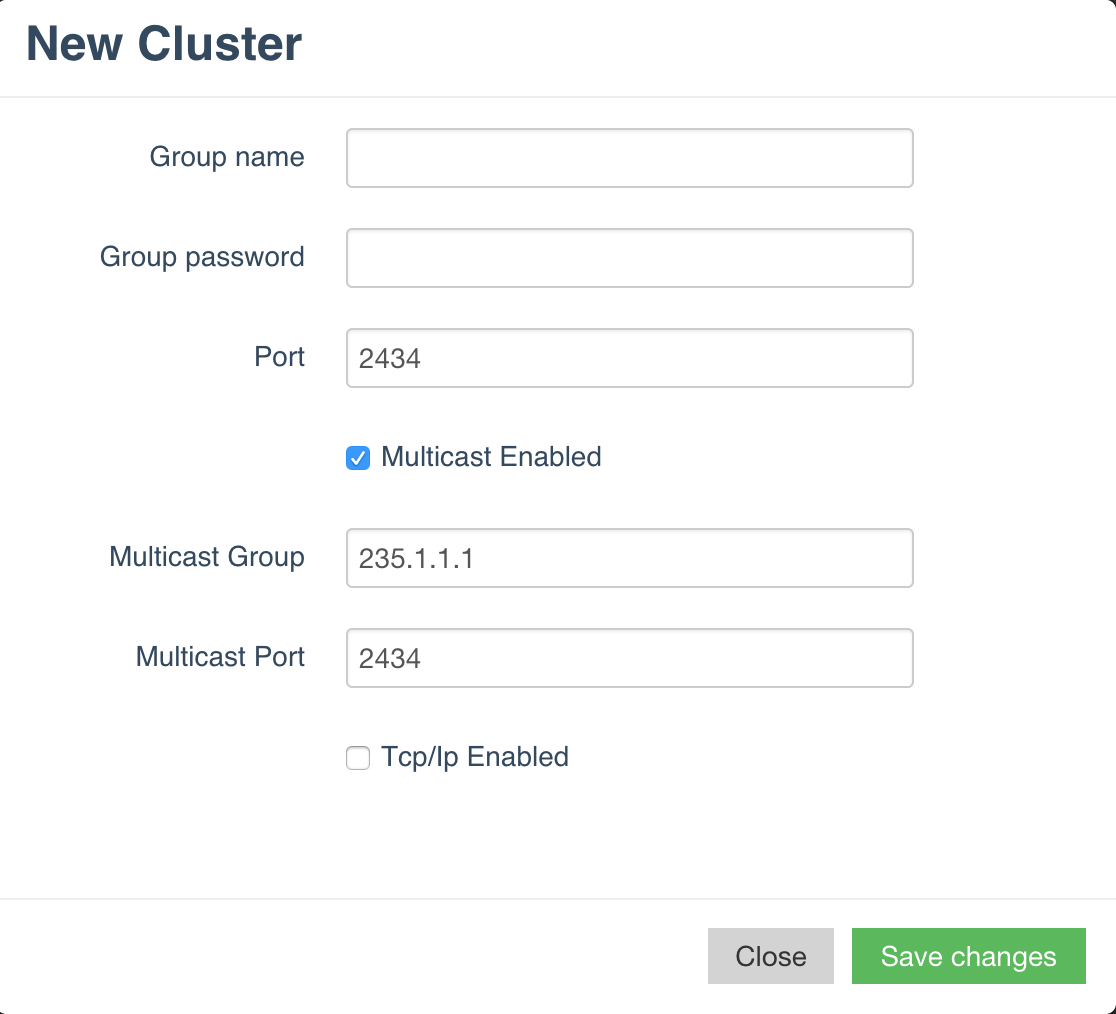 New Cluster
Group name
Group password
Port 2434
Multicast Enabled
Multicast Group 235.1.1.1
Multicast Port 2434
Tcp/Ip Enabled
Close Save changes